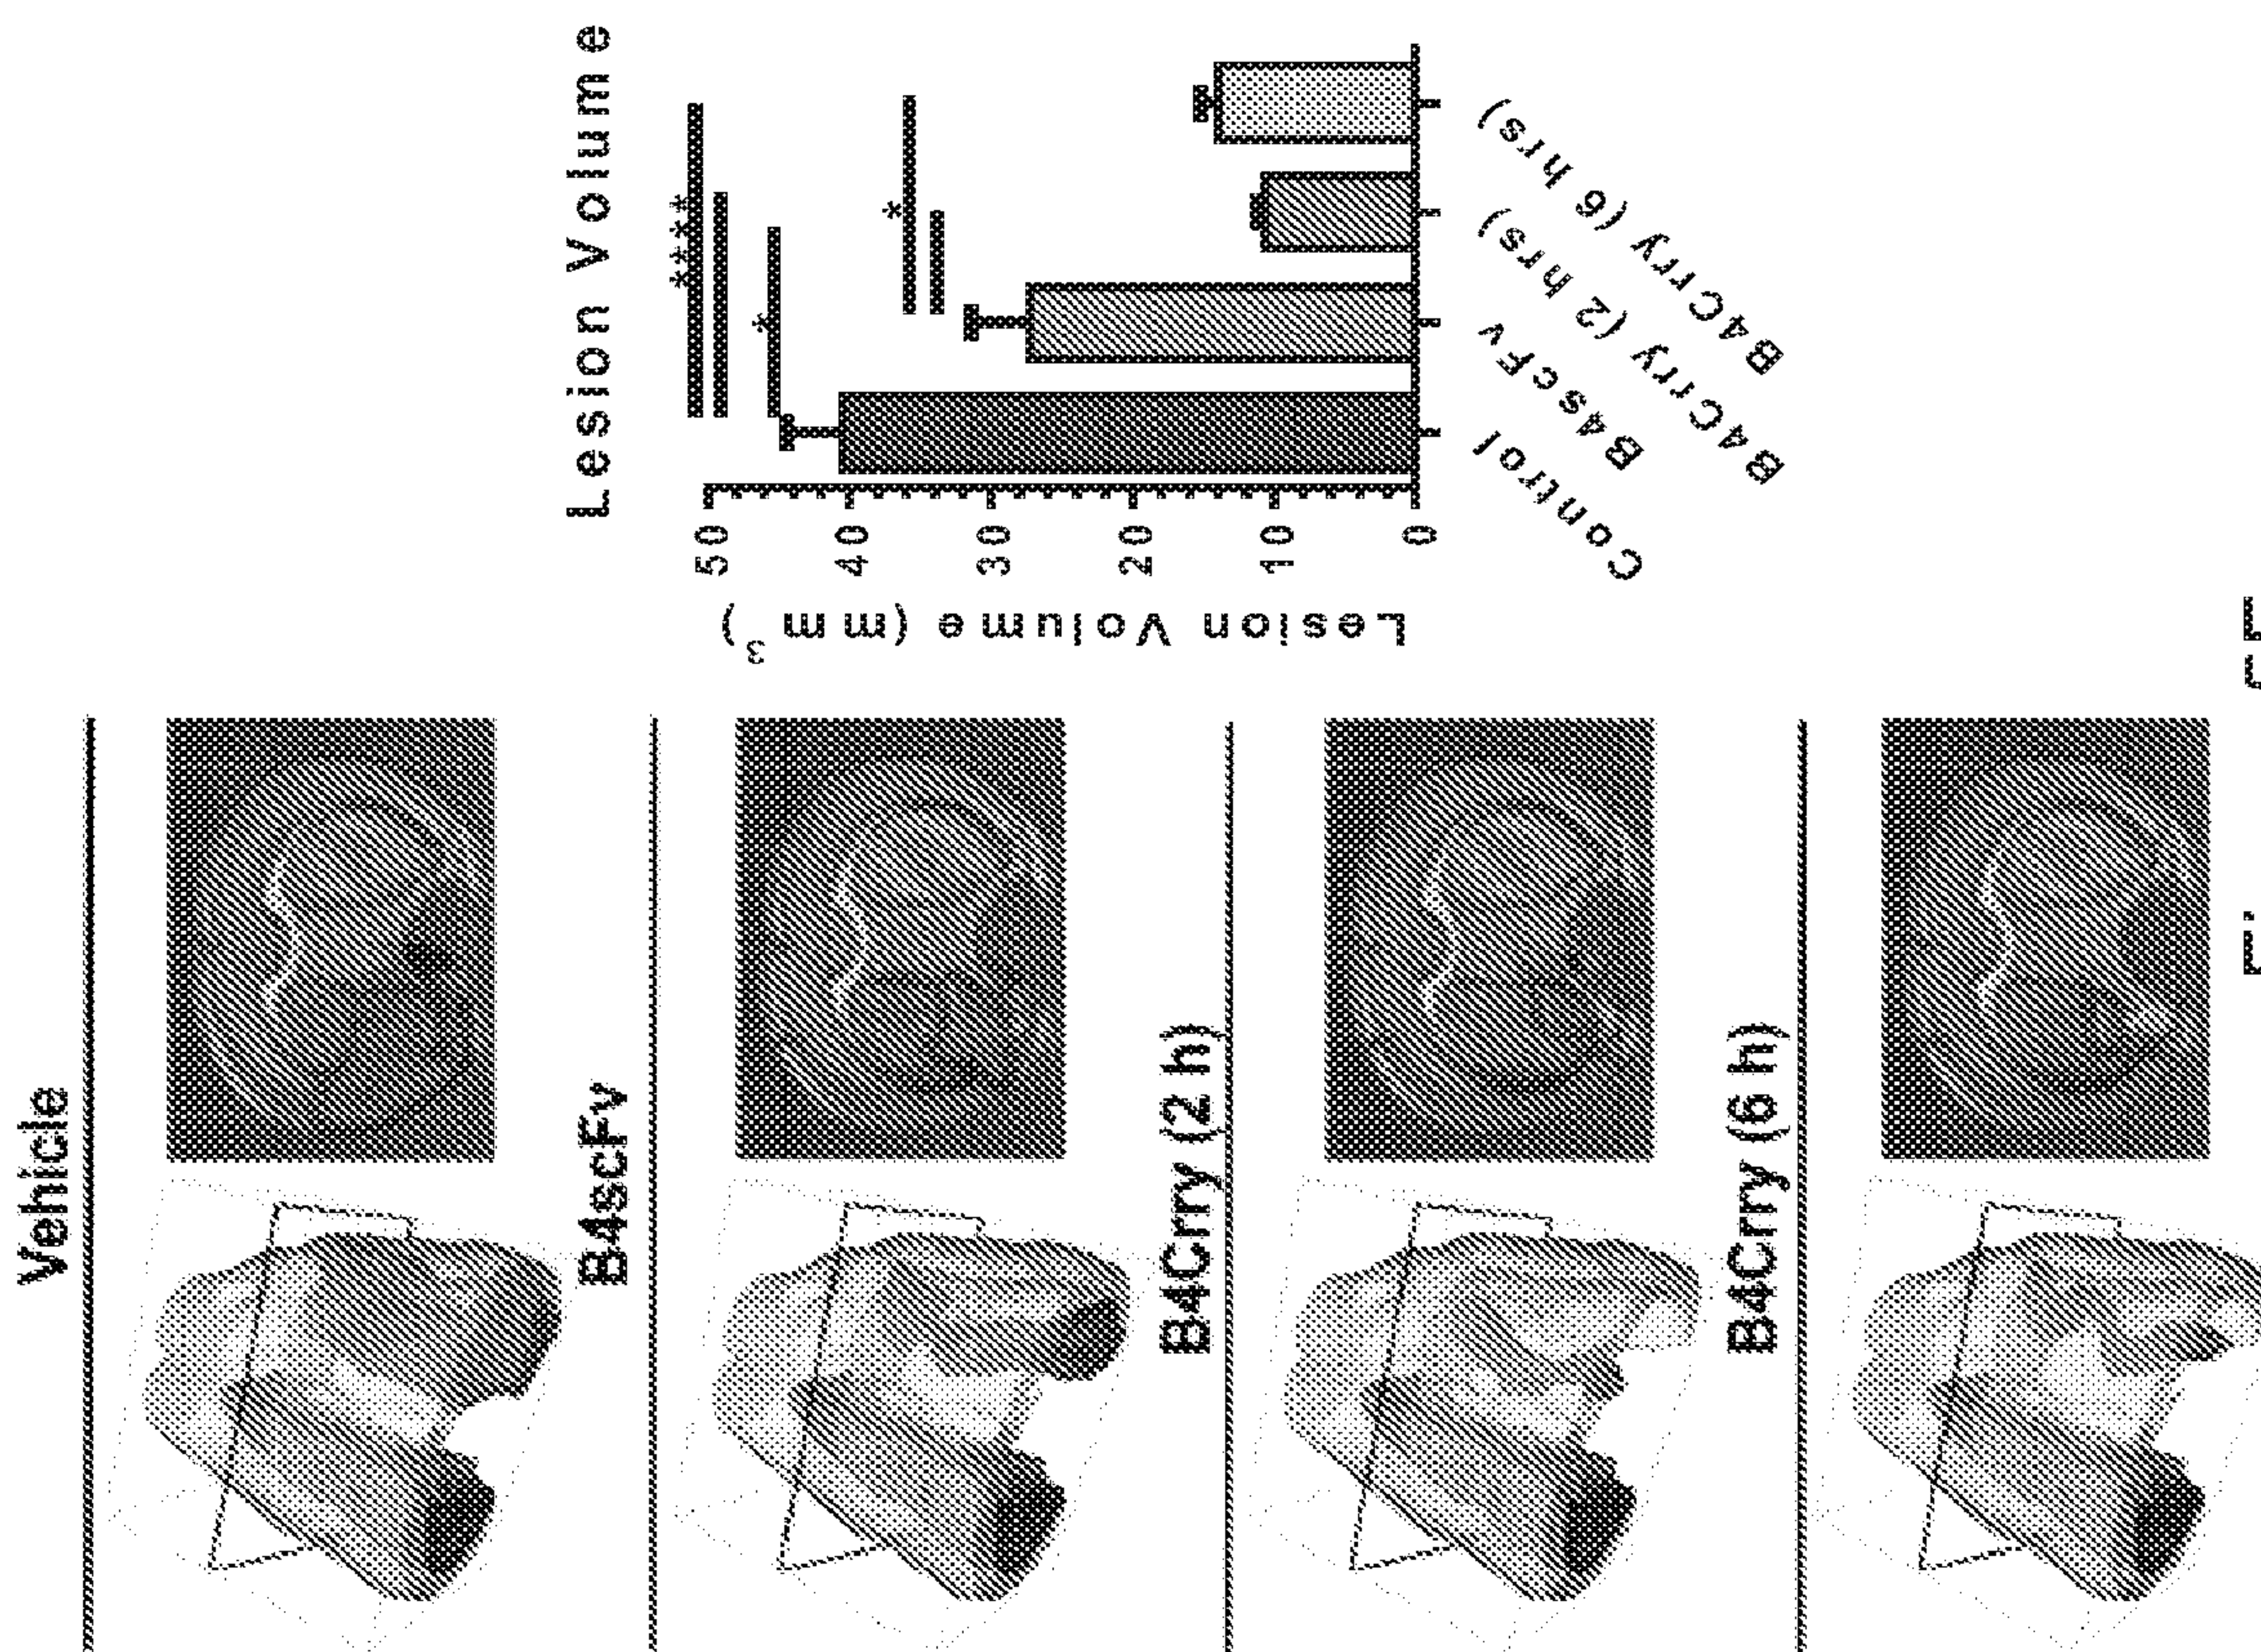 Vehicle
B4scFv
B4Crry (2 h)
B4Crry (6 h)
Lesion Volume
****
*
*
Lesion Volume (mm3)
50
40
30
20
10
0
Control
B4scFv
B4Crry (2 hrs)
B4Crry (6 hrs)